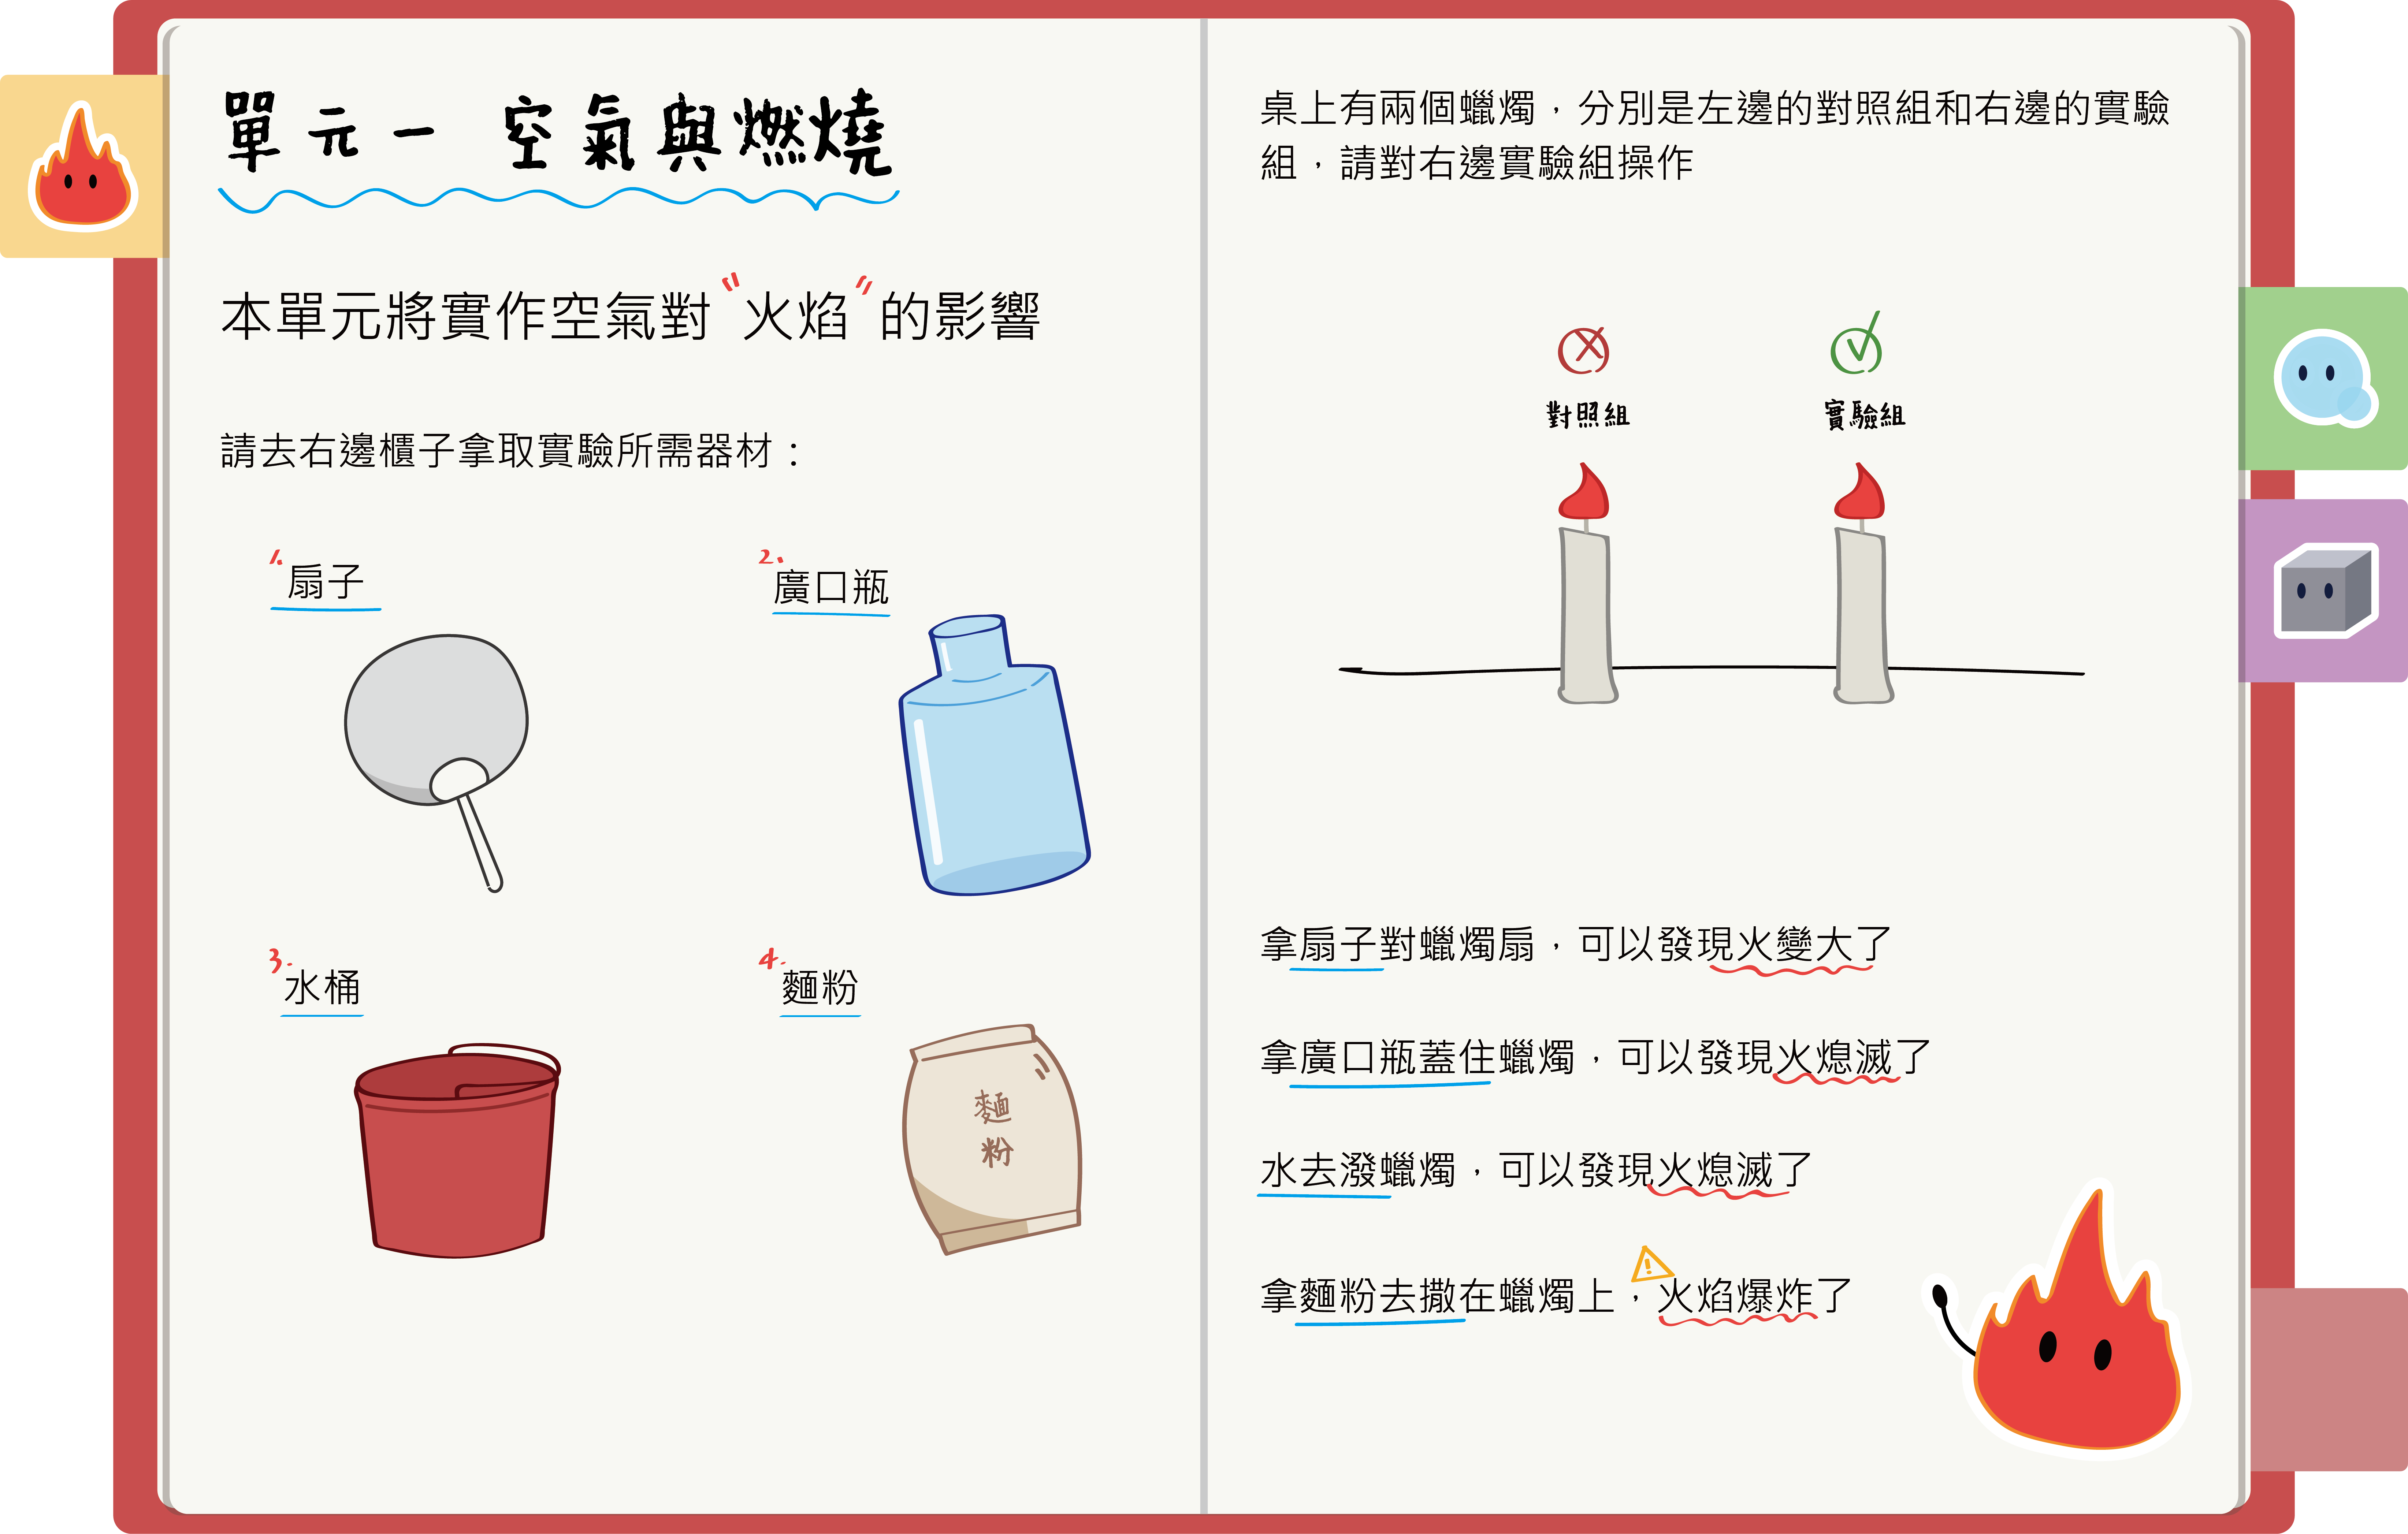 單元一 空氣與燃燒
本單元將實作空氣對"火焰"的影響
請去右邊櫃子拿取實驗所需器材：
1. 扇子
2. 廣口瓶
3. 水桶
4. 麵粉
麵
粉
桌上有兩個蠟燭，分別是左邊的對照組和右邊的實驗
組，請對右邊實驗組操作
對照組
實驗組
拿扇子對蠟燭扇，可以發現火變大了
拿廣口瓶蓋住蠟燭，可以發現火熄滅了
水去潑蠟燭，可以發現火熄滅了
拿麵粉去撒在蠟燭上，火焰爆炸了